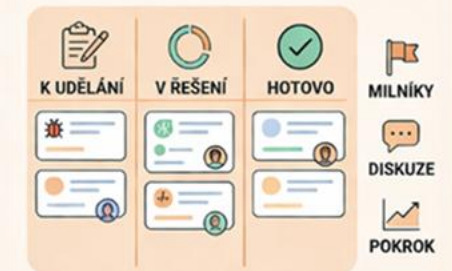 K UDĚLÁNÍ
V ŘEŠENÍ
HOTOVO
MILNÍKY
DISKUZE
POKROK